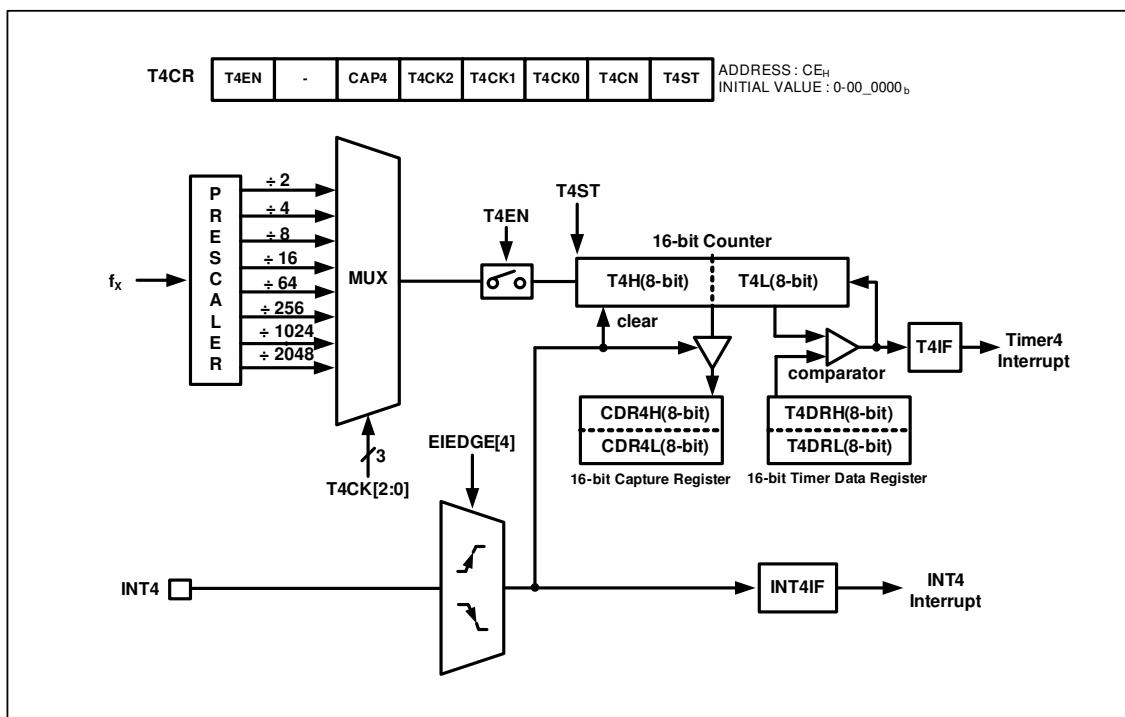 T4CR T4EN - CAP4 T4CK2 T4CK1 T4CK0 T4CN T4ST
ADDRESS : CEH
INITIAL VALUE : 0-00_0000b
PRESCALER
fX
÷ 2
÷ 4
÷ 8
÷ 16
÷ 64
÷ 256
÷ 1024
÷ 2048
MUX
3
T4CK[2:0]
T4EN
T4ST
16-bit Counter
T4H(8-bit) T4L(8-bit)
clear
comparator
T4IF
Timer4
Interrupt
CDR4H(8-bit)
CDR4L(8-bit)
16-bit Capture Register
T4DRH(8-bit)
T4DRL(8-bit)
16-bit Timer Data Register
EIEDGE[4]
INT4
INT4IF
INT4
Interrupt